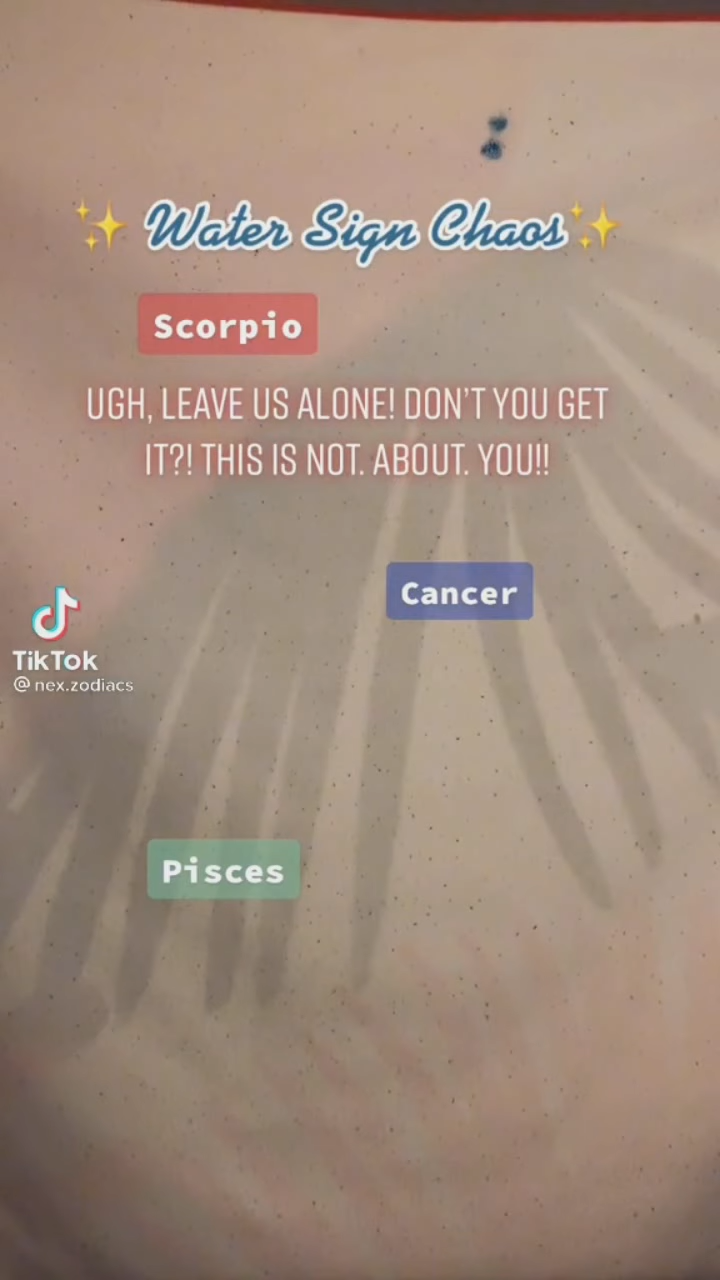 ✨ Water Sign Chaos ✨
Scorpio
UGH, LEAVE US ALONE! DON'T YOU GET
IT?! THIS IS NOT. ABOUT. YOU!!
Cancer
TikTok
@nex.zodiacs
Pisces